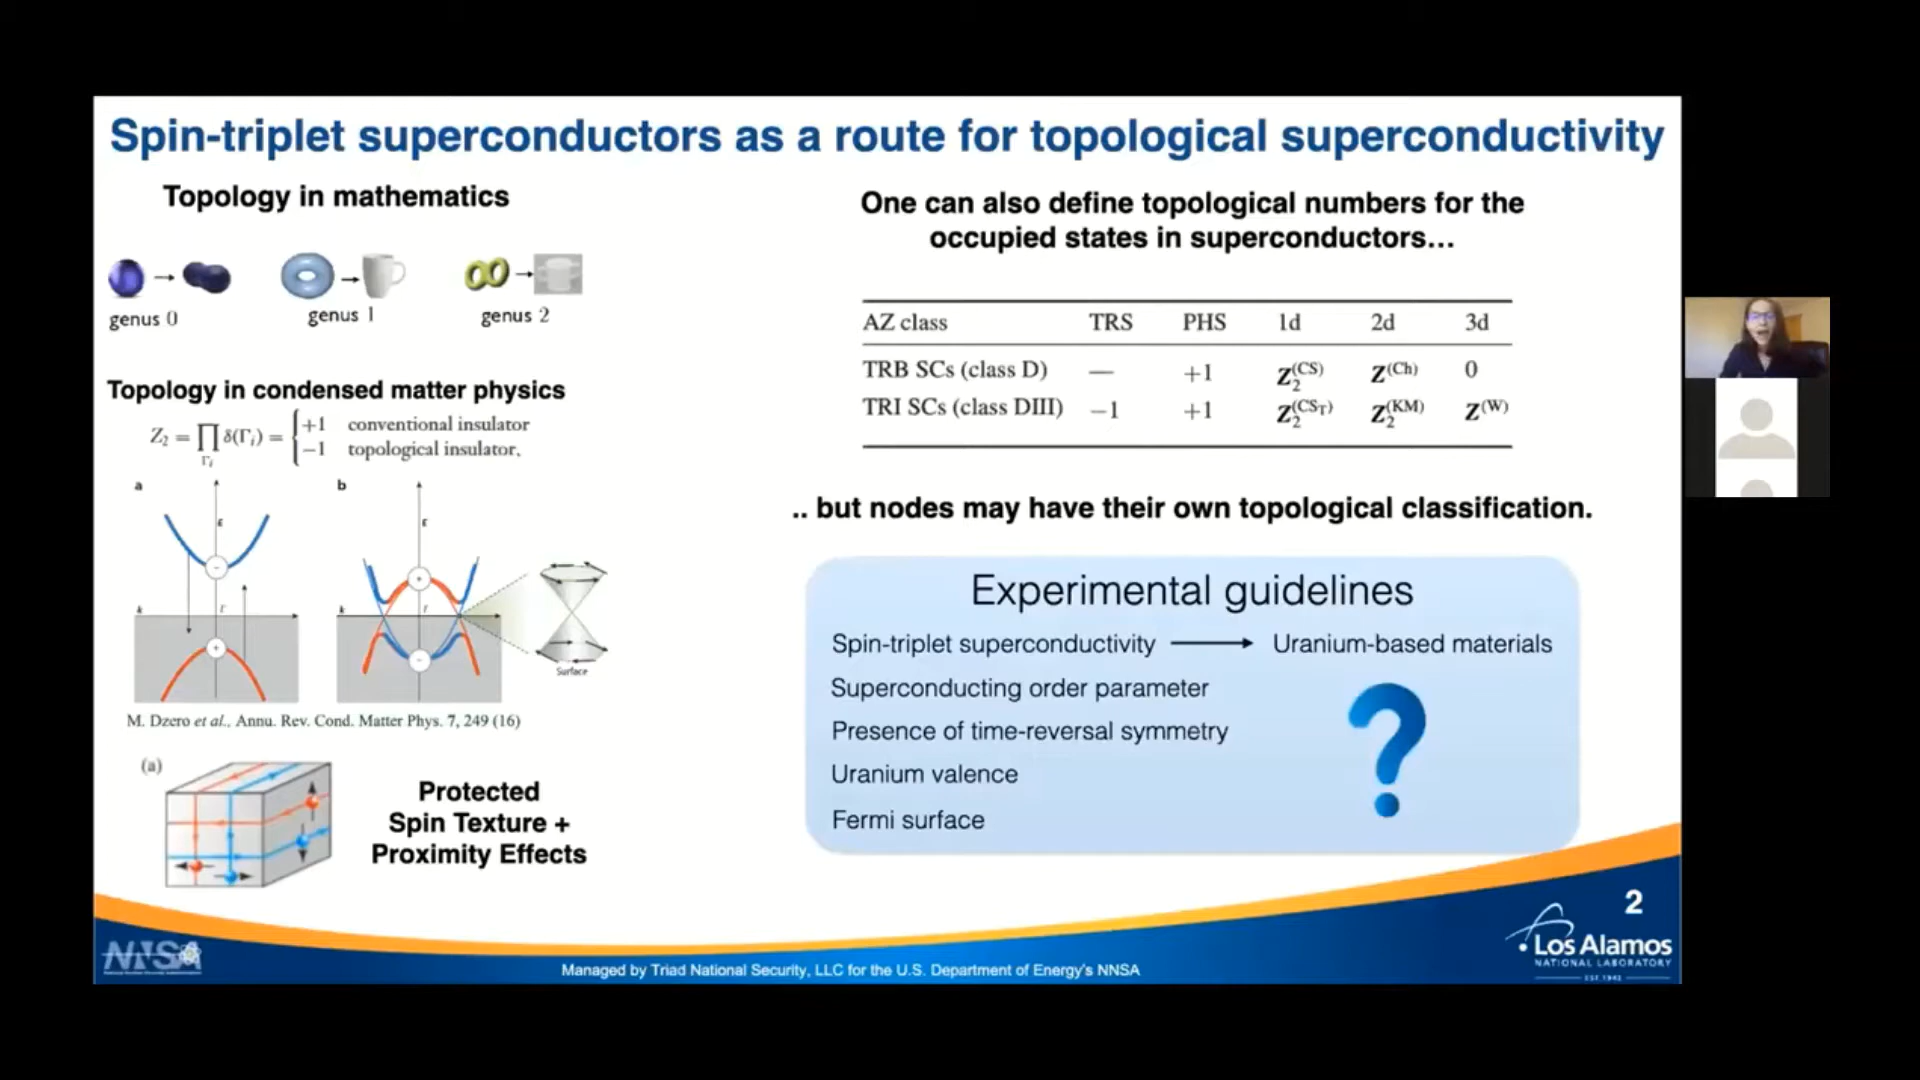 Spin-triplet superconductors as a route for topological superconductivity
Topology in mathematics
genus 0
genus 1
genus 2
Topology in condensed matter physics
Z₂ = ∏ δ(Γᵢ) = { +1 conventional insulator
Γᵢ
−1 topological insulator.
a
b
E
E
k
Γ
k
Γ
Surface
M. Dzero et al., Annu. Rev. Cond. Matter Phys. 7, 249 (16)
(a)
Protected
Spin Texture +
Proximity Effects
One can also define topological numbers for the
occupied states in superconductors...
AZ class TRS PHS 1d 2d 3d
TRB SCs (class D) — +1 Z₂^(CS) Z^(Ch) 0
TRI SCs (class DIII) −1 +1 Z₂^(CS_T) Z₂^(KM) Z^(W)
.. but nodes may have their own topological classification.
Experimental guidelines
Spin-triplet superconductivity → Uranium-based materials
Superconducting order parameter
Presence of time-reversal symmetry
Uranium valence
Fermi surface
?
2
NNSA
Managed by Triad National Security, LLC for the U.S. Department of Energy's NNSA
Los Alamos
NATIONAL LABORATORY
EST. 1943